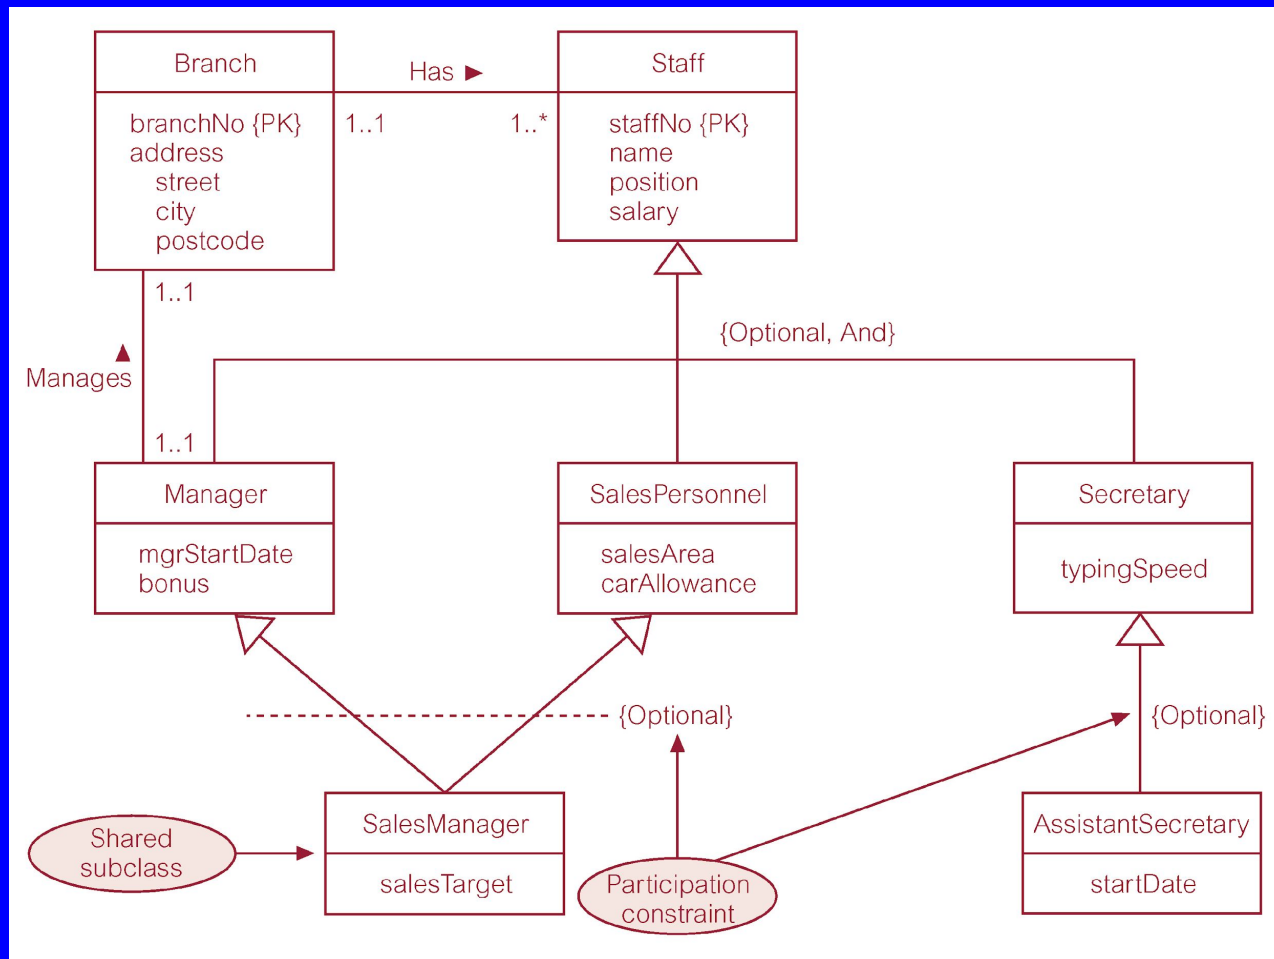 Branch
Has ►
Staff
branchNo {PK}
address
street
city
postcode
1..1
1..*
staffNo {PK}
name
position
salary
1..1
{Optional, And}
▲
Manages
1..1
Manager
mgrStartDate
bonus
SalesPersonnel
salesArea
carAllowance
Secretary
typingSpeed
{Optional}
{Optional}
Shared
subclass
SalesManager
salesTarget
Participation
constraint
AssistantSecretary
startDate